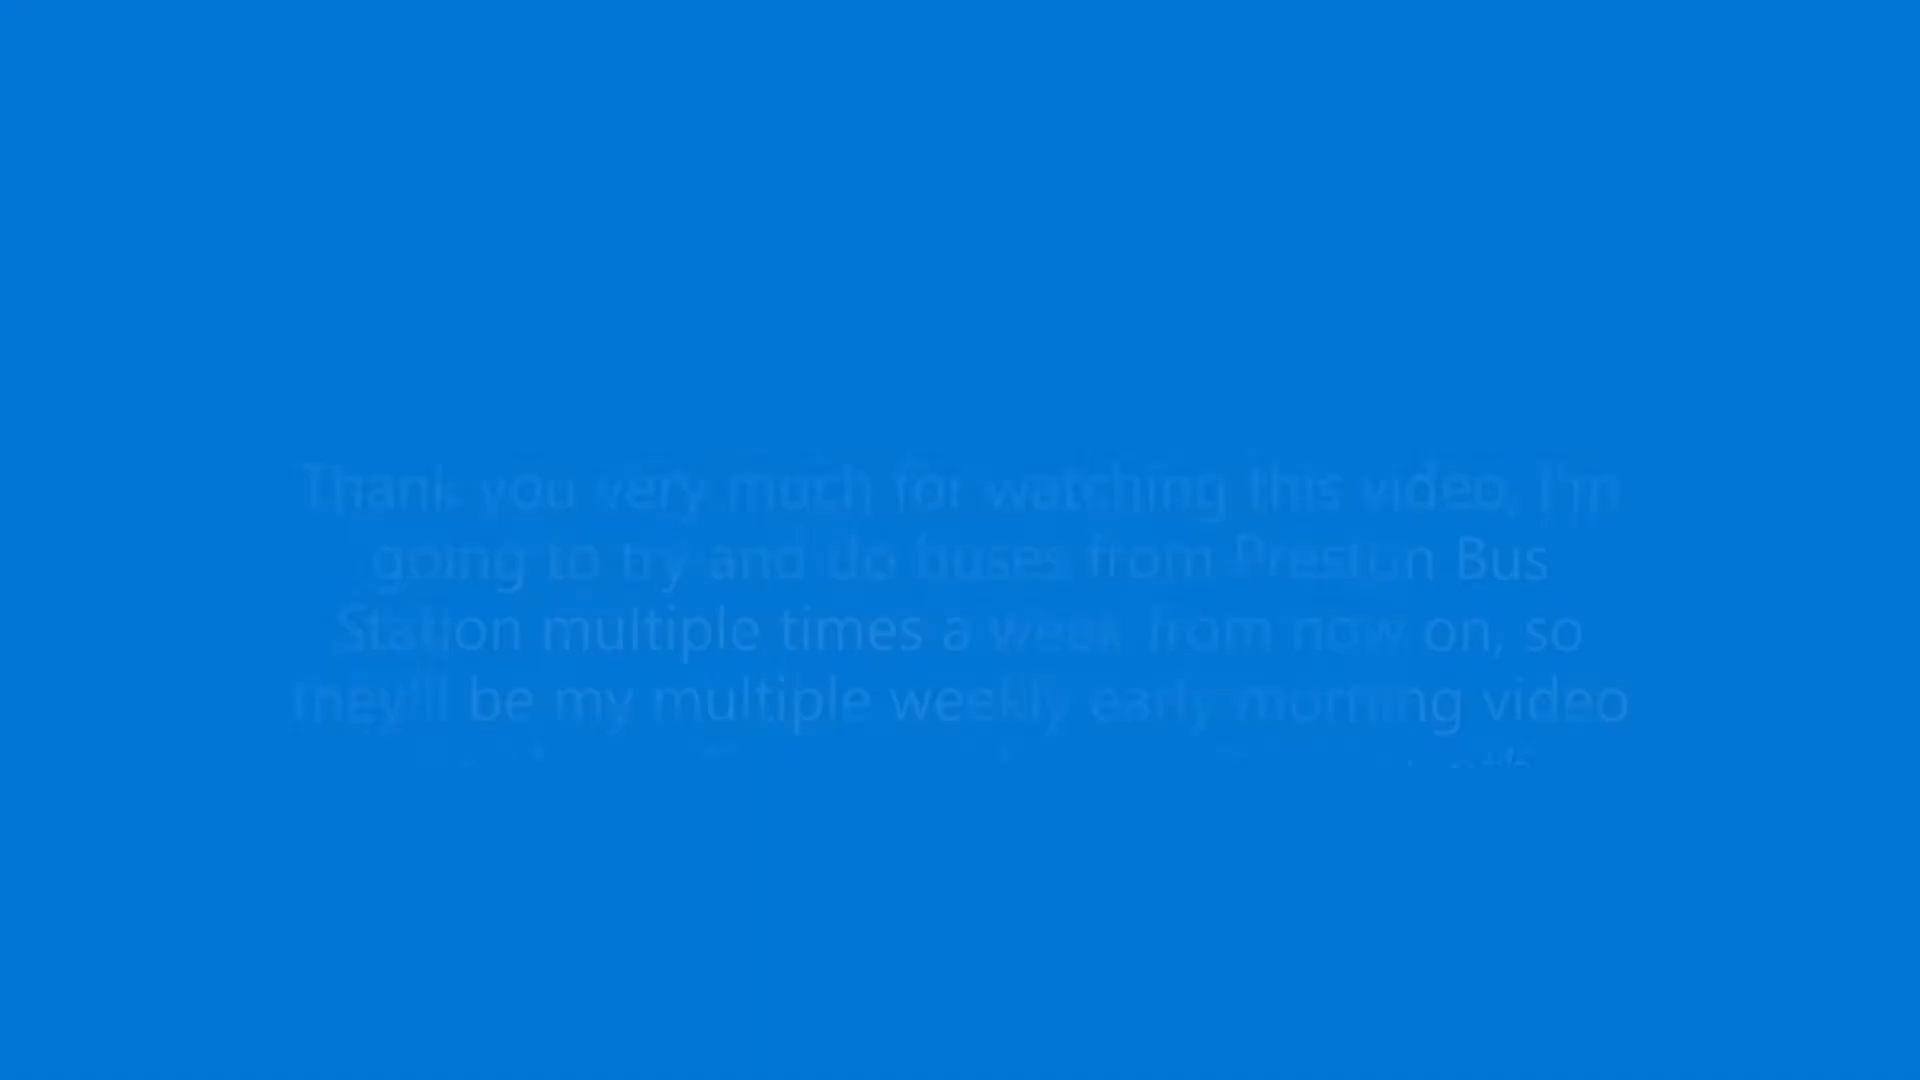 Thank you very much for watching this video, I'm
going to try and do buses from Preston Bus
Station multiple times a week from now on, so
they'll be my multiple weekly early morning video